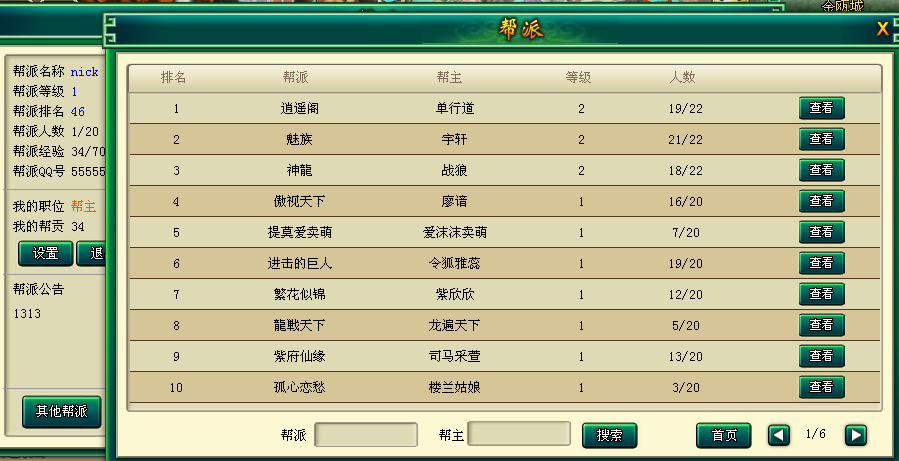 金陵城
帮派
X
帮派名称 nick
帮派等级 1
帮派排名 46
帮派人数 1/20
帮派经验 34/70
帮派QQ号 55555
我的职位 帮主
我的帮贡 34
设置 退
帮派公告
1313
其他帮派
排名 帮派 帮主 等级 人数
1 逍遥阁 单行道 2 19/22 查看
2 魅族 宇轩 2 21/22 查看
3 神龍 战狼 2 18/22 查看
4 傲视天下 廖谙 1 16/20 查看
5 提莫爱卖萌 爱沫沫卖萌 1 7/20 查看
6 进击的巨人 令狐雅蕊 1 19/20 查看
7 繁花似锦 紫欣欣 1 12/20 查看
8 龍戦天下 龙遍天下 1 5/20 查看
9 紫府仙缘 司马采萱 1 13/20 查看
10 孤心恋愁 楼兰姑娘 1 3/20 查看
帮派 帮主 搜索 首页 1/6